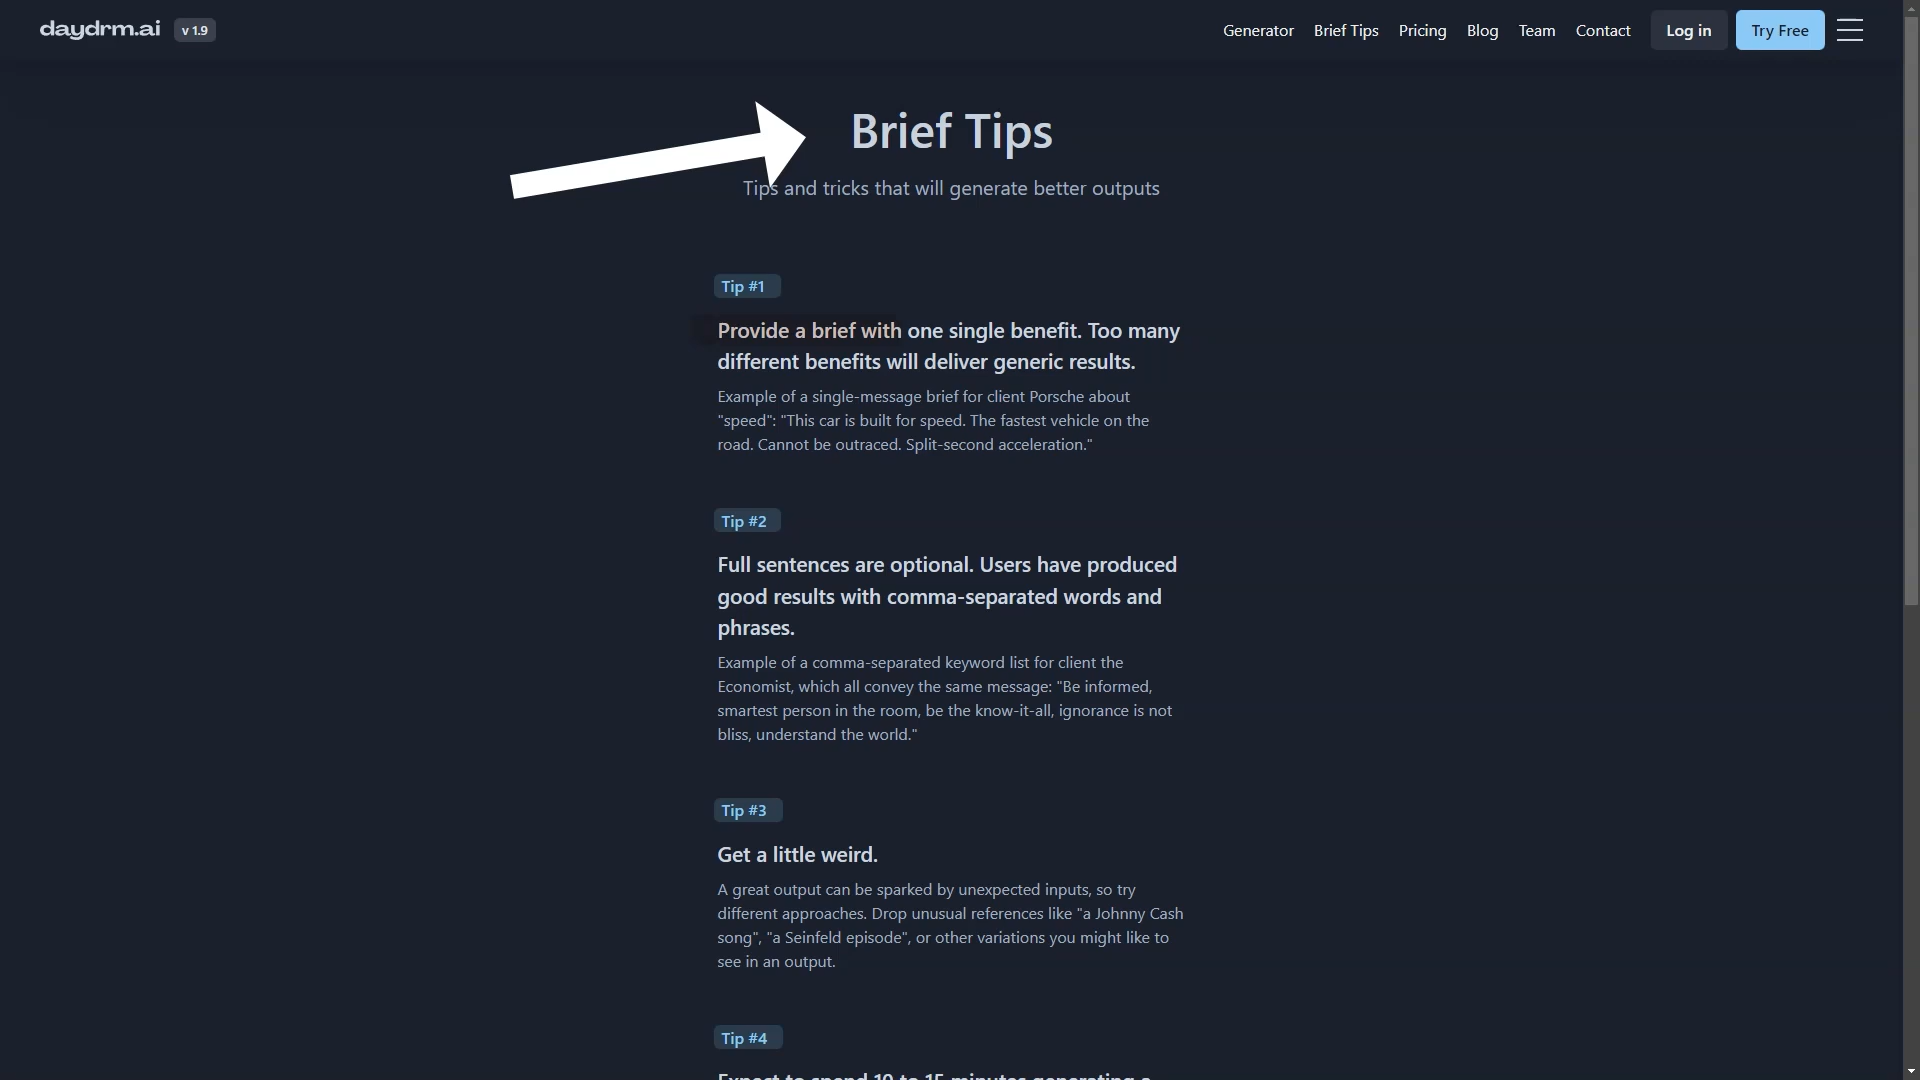 daydrm.ai v 1.9
Generator Brief Tips Pricing Blog Team Contact Log in Try Free
Brief Tips
Tips and tricks that will generate better outputs
Tip #1
Provide a brief with one single benefit. Too many
different benefits will deliver generic results.
Example of a single-message brief for client Porsche about
"speed": "This car is built for speed. The fastest vehicle on the
road. Cannot be outraced. Split-second acceleration."
Tip #2
Full sentences are optional. Users have produced
good results with comma-separated words and
phrases.
Example of a comma-separated keyword list for client the
Economist, which all convey the same message: "Be informed,
smartest person in the room, be the know-it-all, ignorance is not
bliss, understand the world."
Tip #3
Get a little weird.
A great output can be sparked by unexpected inputs, so try
different approaches. Drop unusual references like "a Johnny Cash
song", "a Seinfeld episode", or other variations you might like to
see in an output.
Tip #4
Expect to spend 10 to 15 minutes generating a